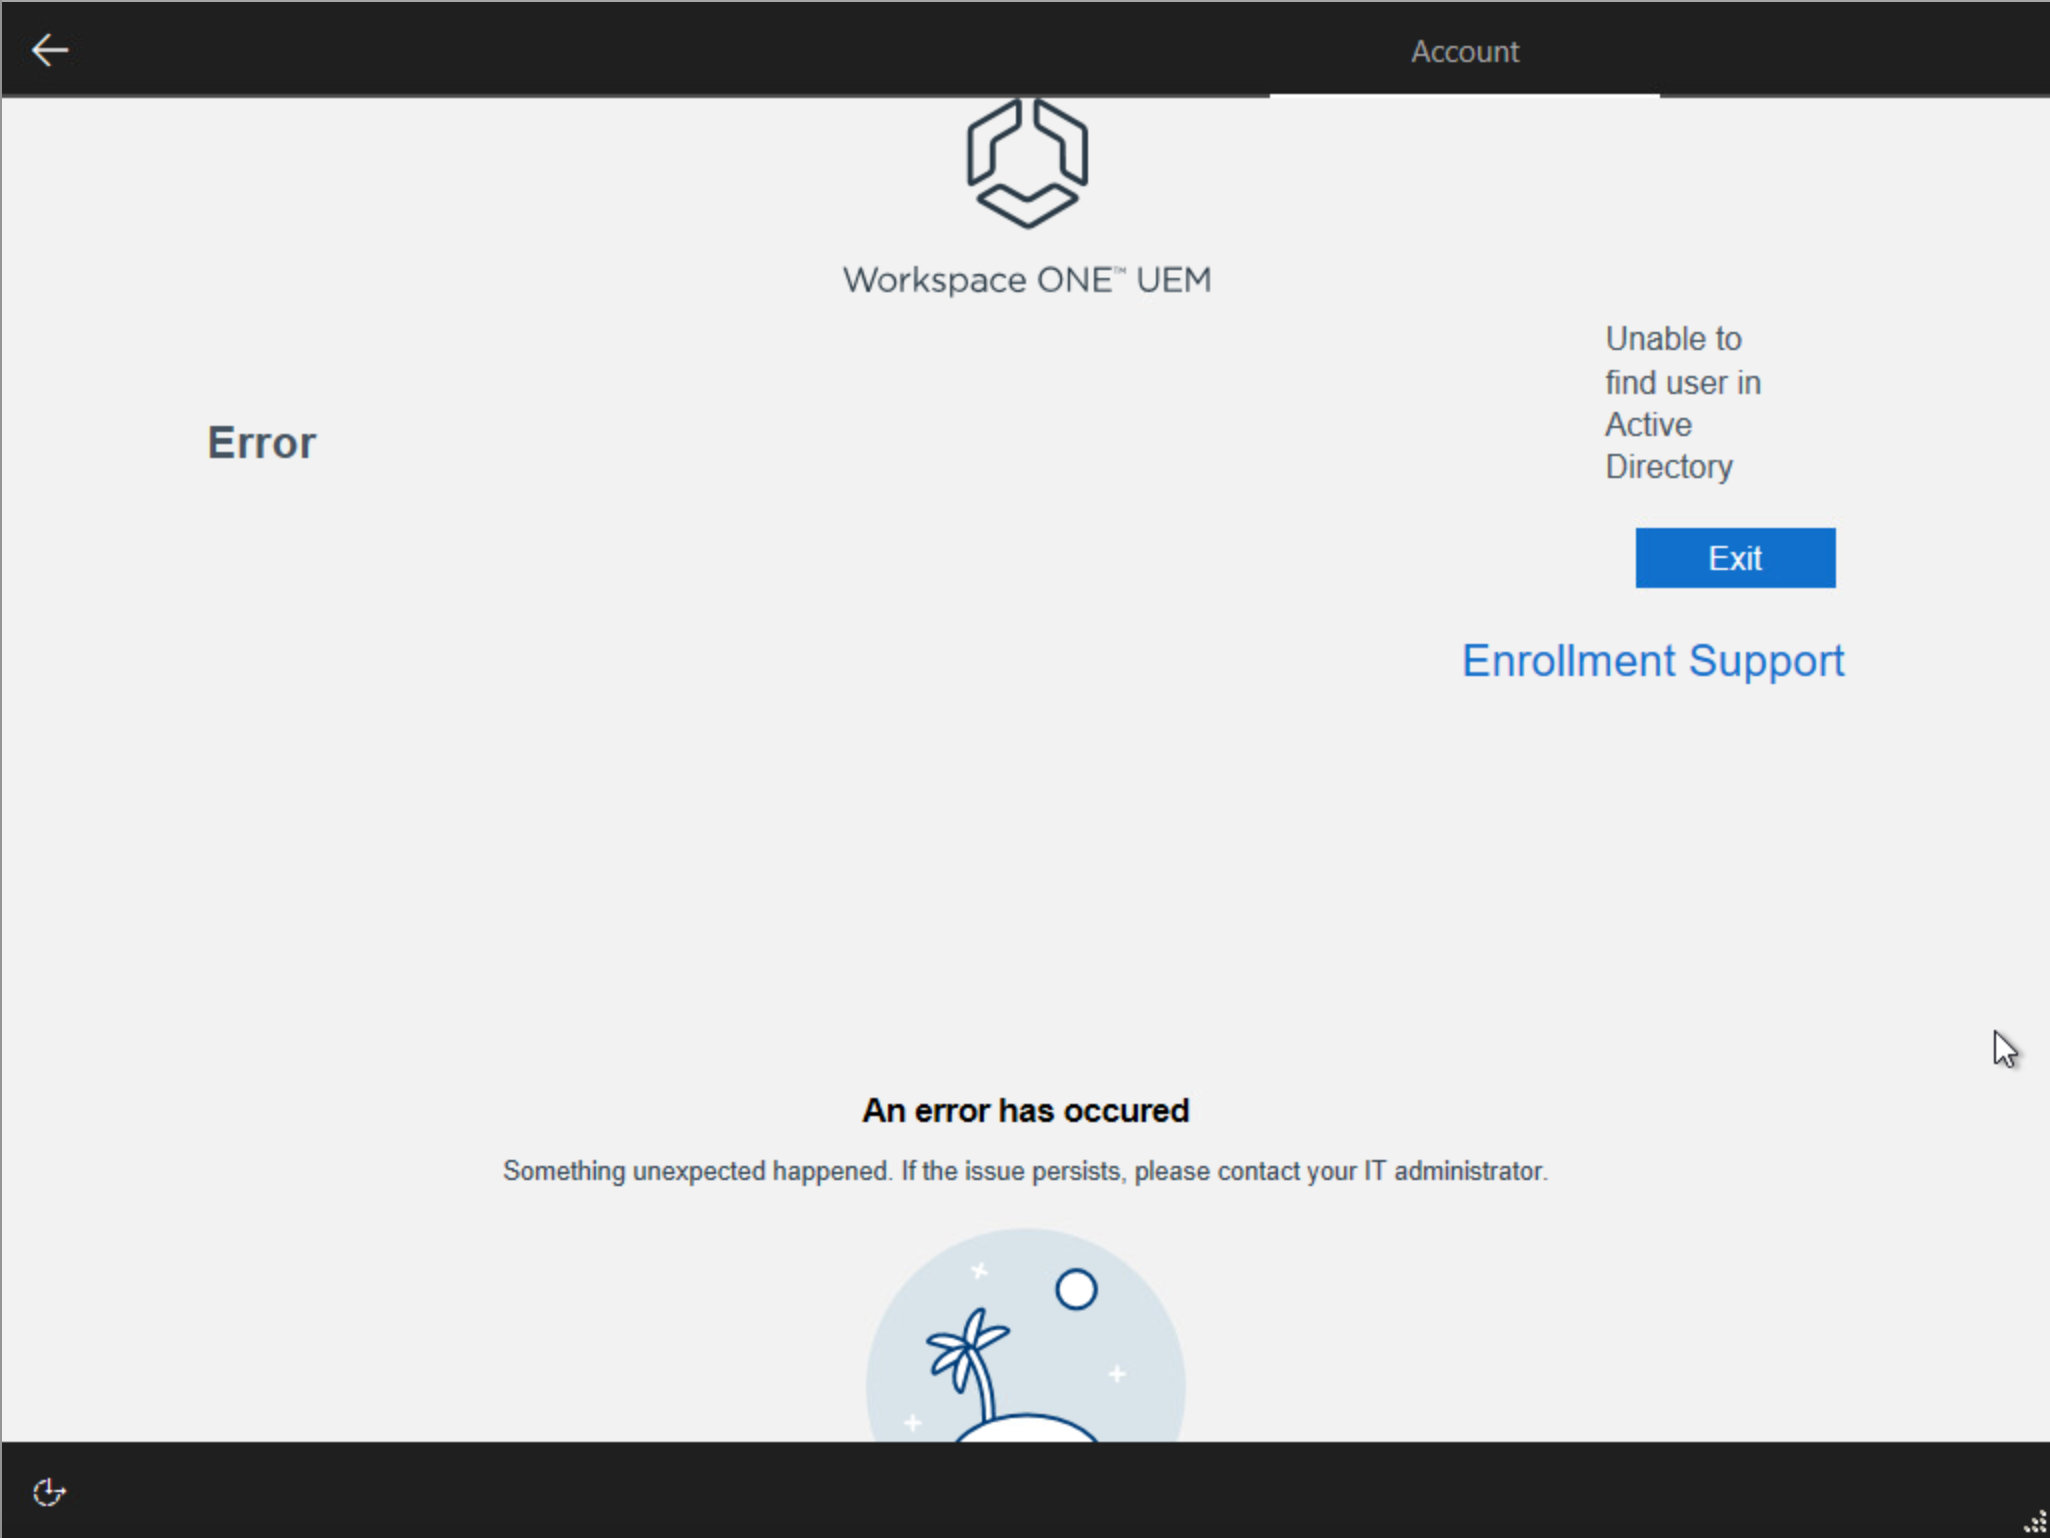 Account
Workspace ONE™ UEM
Unable to
find user in
Active
Directory
Error
Exit
Enrollment Support
An error has occured
Something unexpected happened. If the issue persists, please contact your IT administrator.